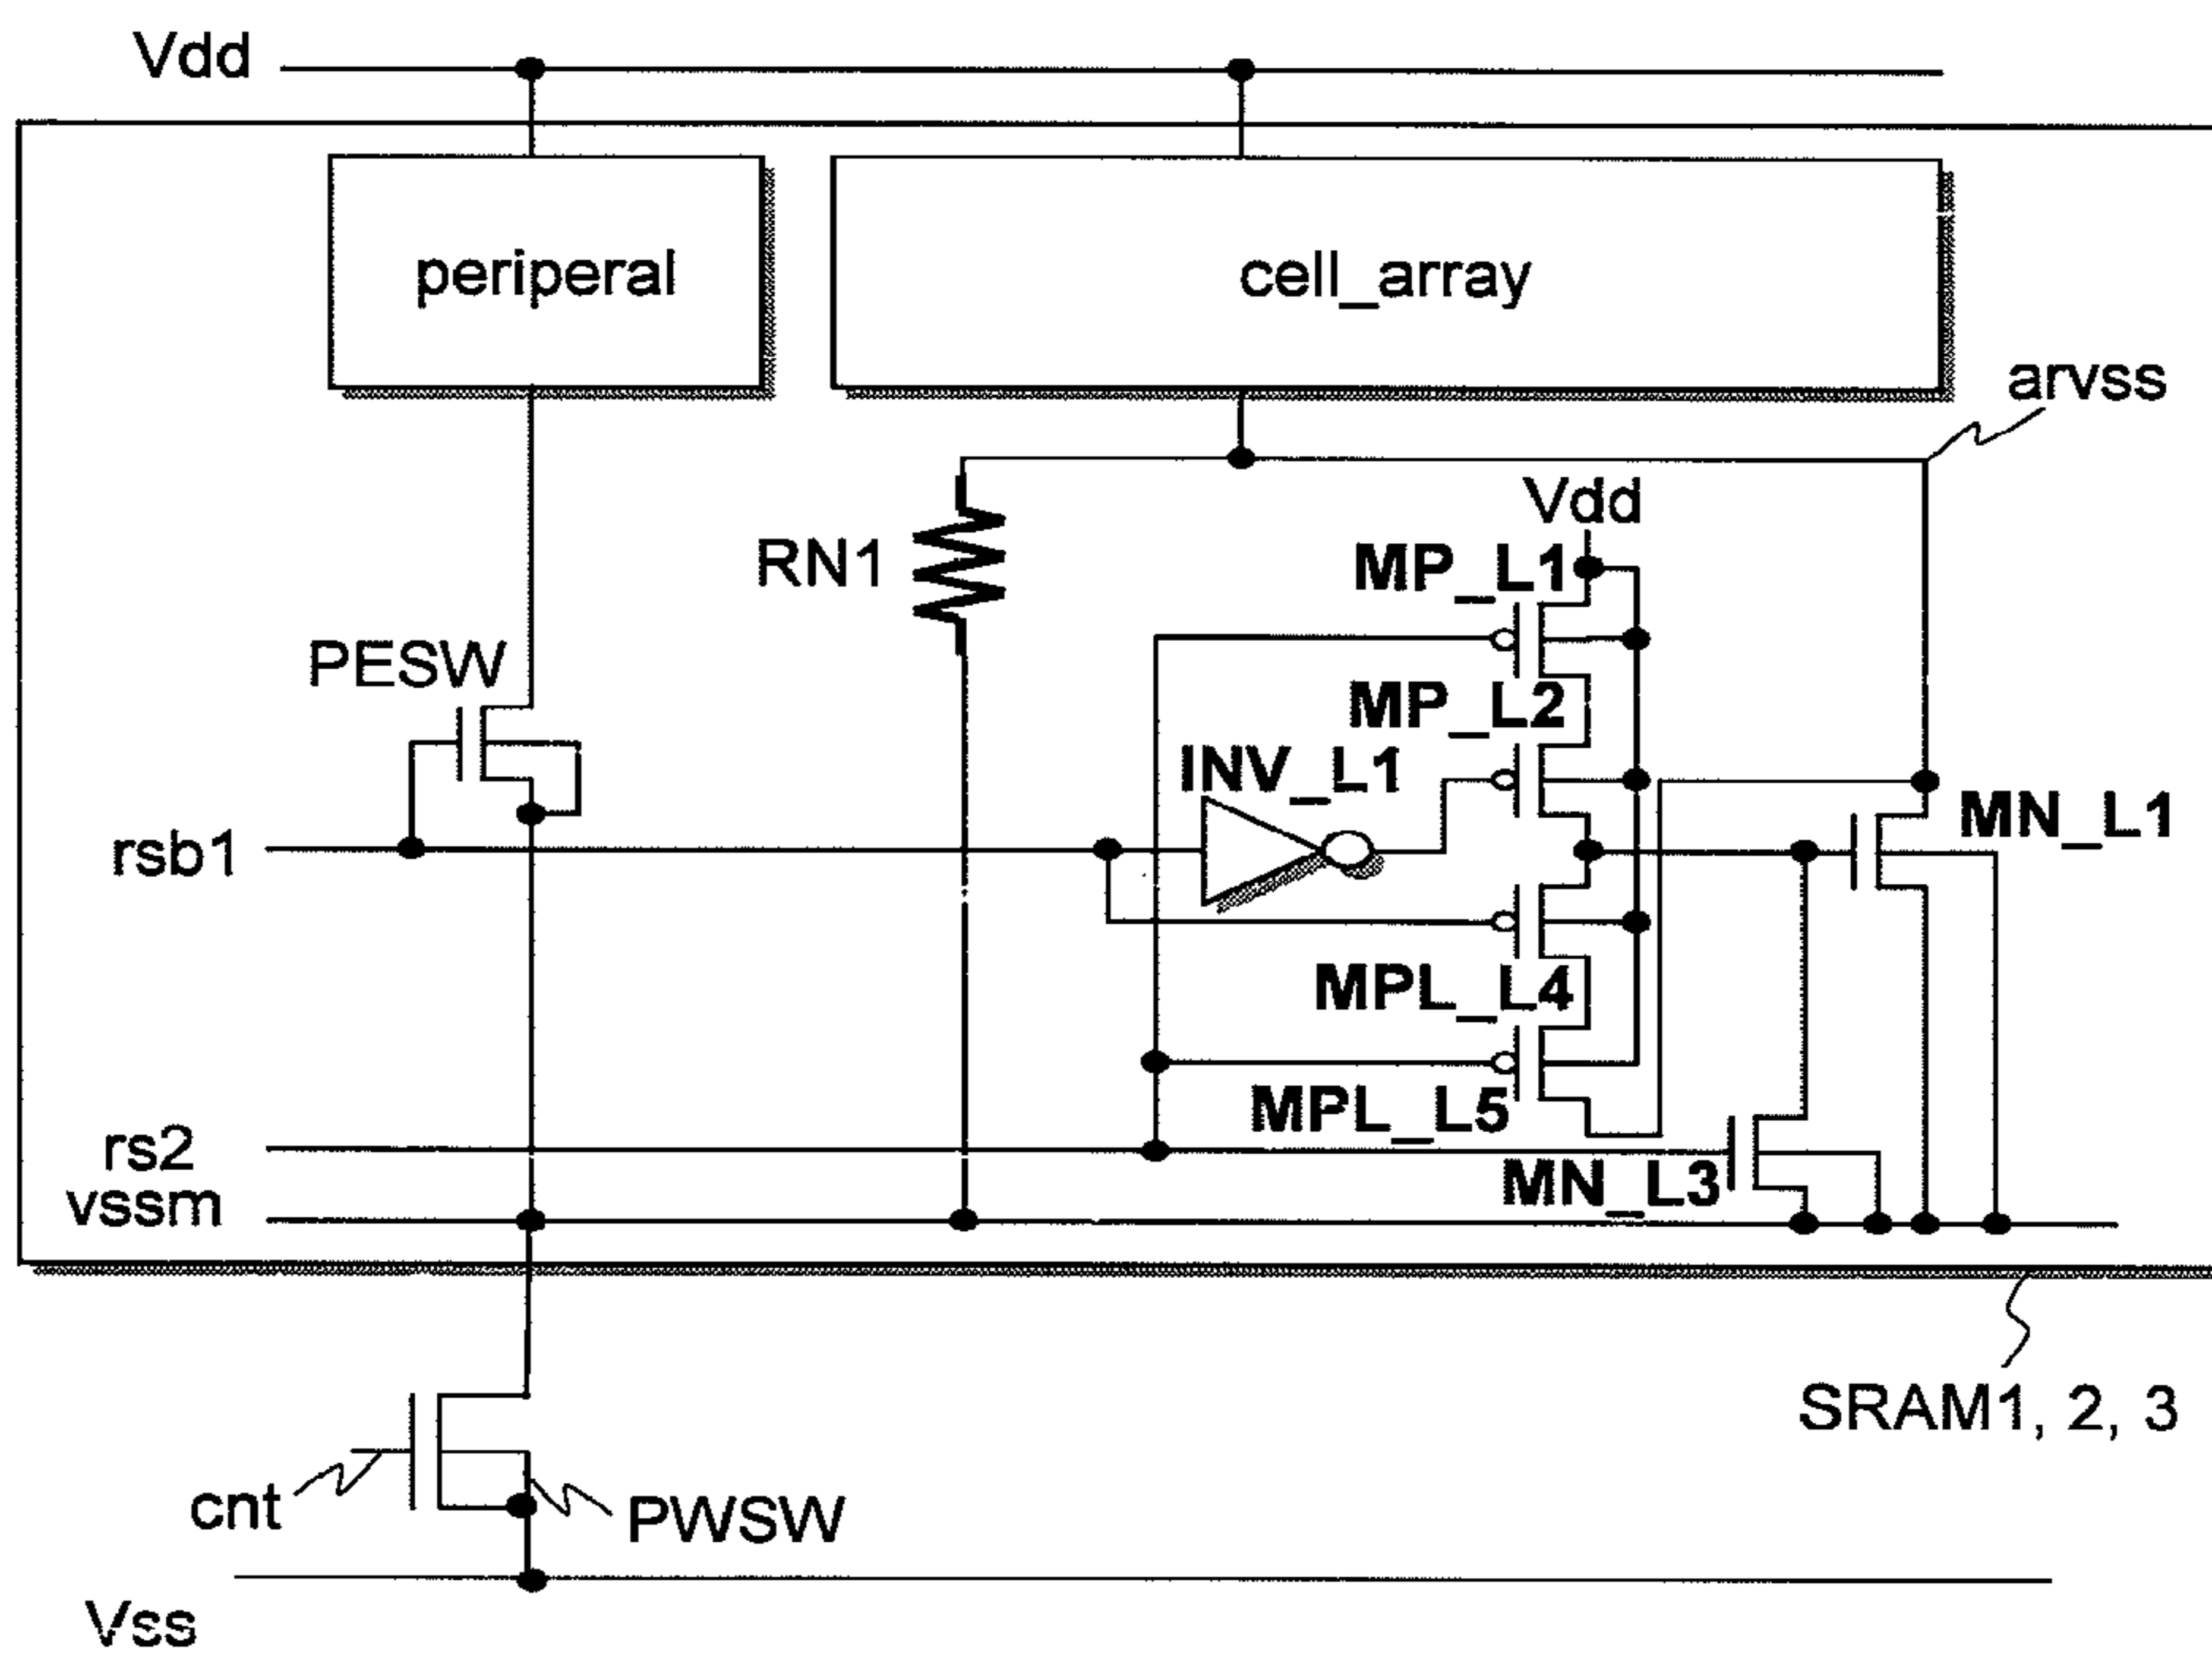 Vdd
periperal
cell_array
arvss
Vdd
RN1
MP_L1
PESW
MP_L2
INV_L1
MN_L1
rsb1
MPL_L4
MPL_L5
rs2
MN_L3
vssm
SRAM1, 2, 3
cnt
PWSW
Vss